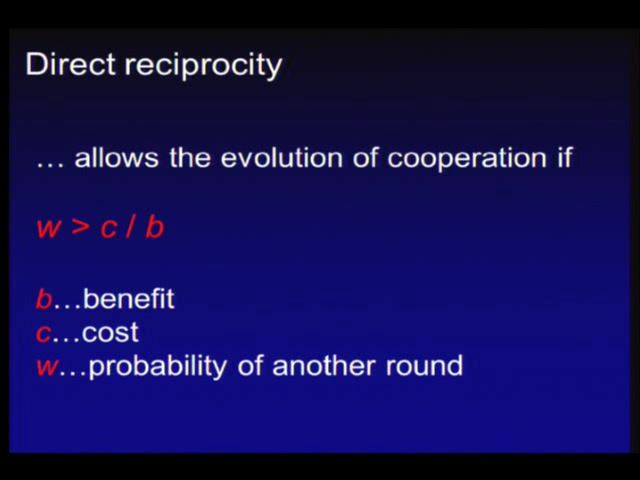 Direct reciprocity
… allows the evolution of cooperation if
w > c / b
b…benefit
c…cost
w…probability of another round